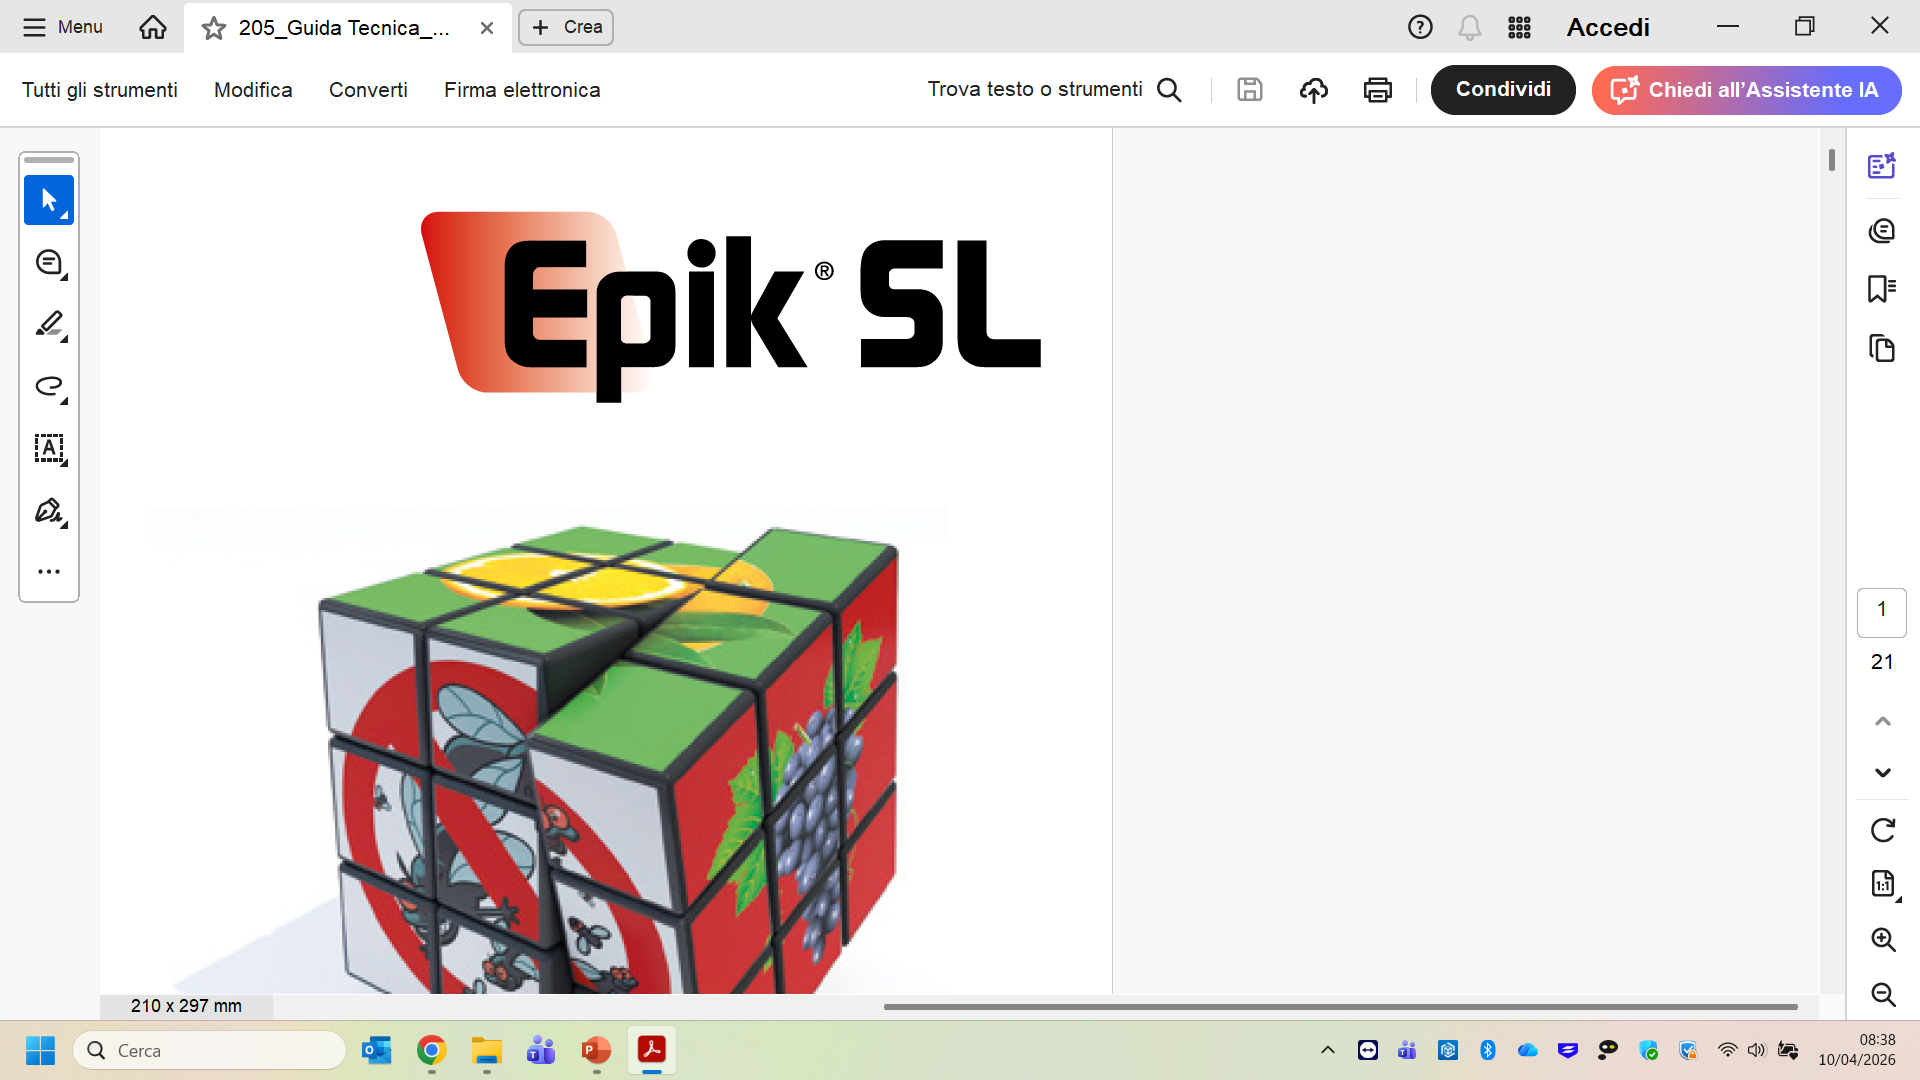 Menu
205_Guida Tecnica_...
Crea
Accedi
Tutti gli strumenti
Modifica
Converti
Firma elettronica
Trova testo o strumenti
Condividi
Chiedi all'Assistente IA
Epik® SL
1
21
210 x 297 mm
Cerca
08:38
10/04/2026